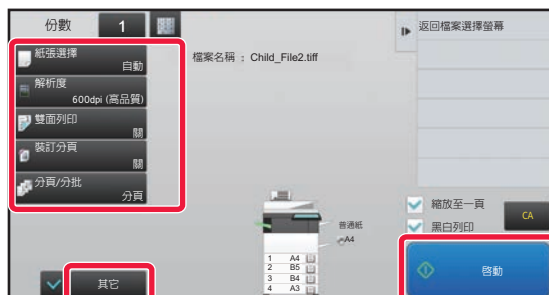 份數 1
返回檔案選擇螢幕
紙張選擇
自動
檔案名稱 : Child_File2.tiff
解析度
600dpi (高品質)
雙面列印
關
裝訂分頁
關
分頁/分批
分頁
縮放至一頁
CA
普通紙
黑白列印
A4
1 A4
2 B5
3 B4
4 A3
其它
啓動